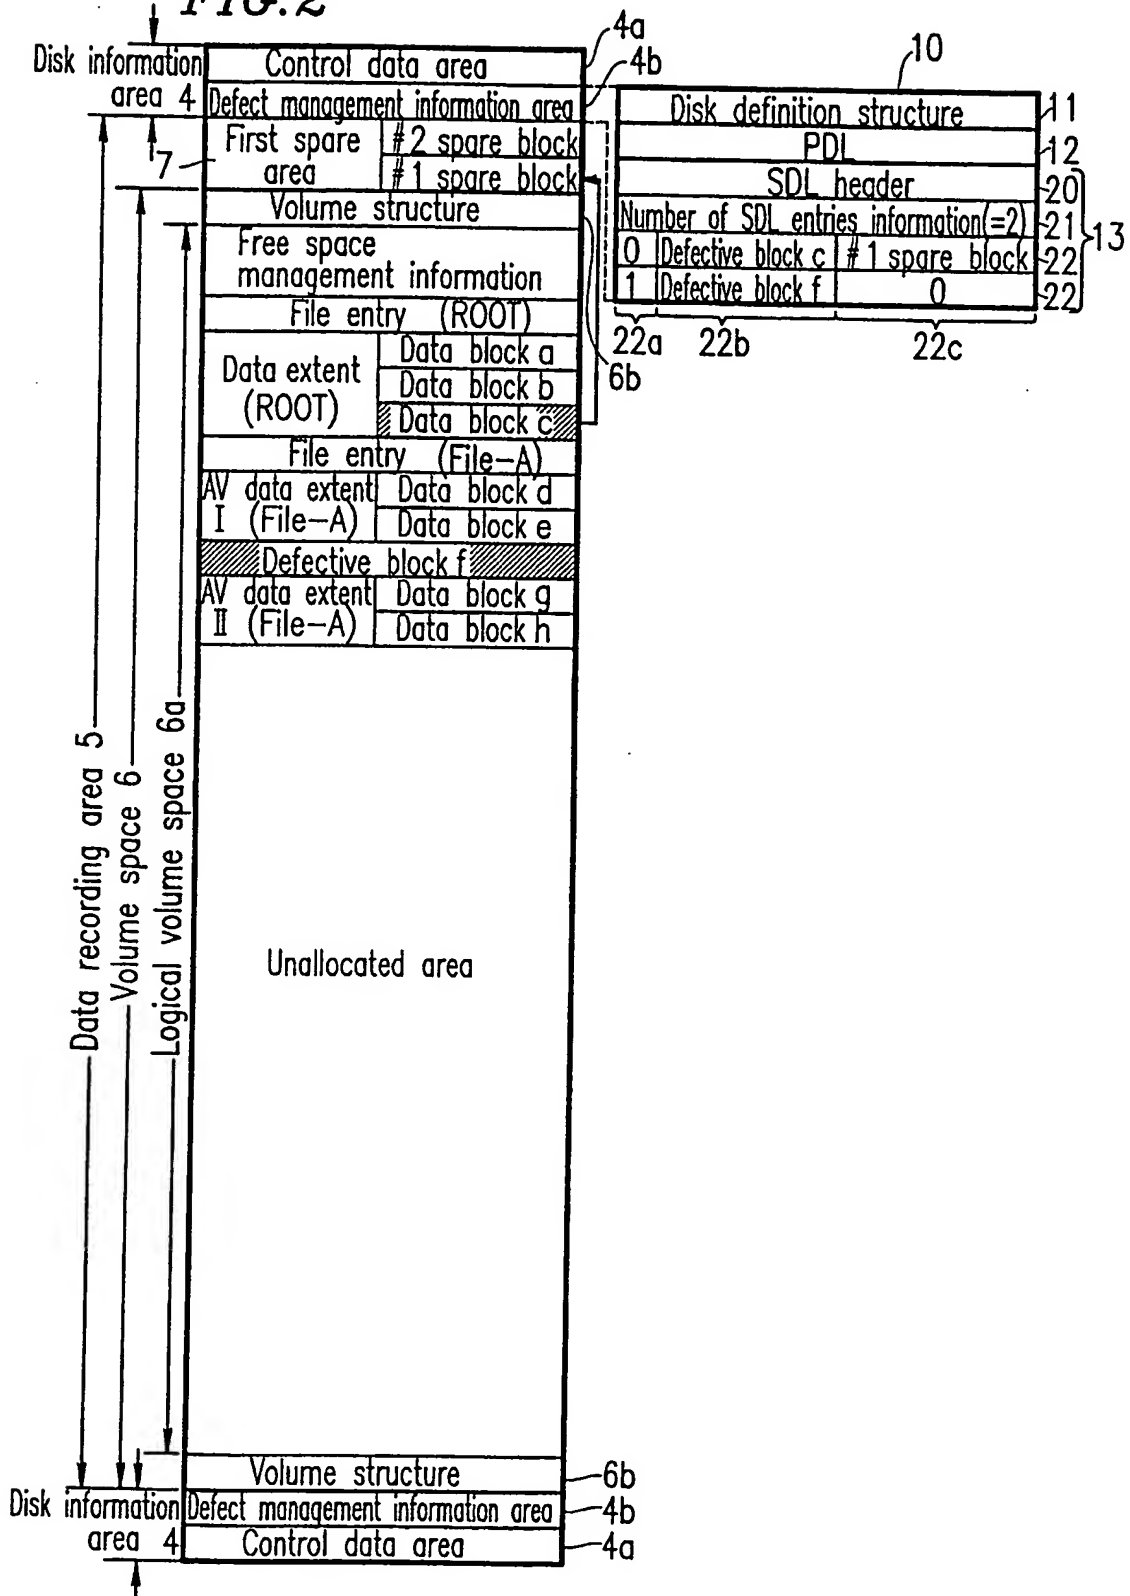 FIG.2
Disk information area 4
Control data area
4a
Defect management information area
4b
7
First spare area
#2 spare block
#1 spare block
Volume structure
Free space management information
File entry (ROOT)
Data extent (ROOT)
Data block a
Data block b
Data block c
6b
File entry (File-A)
AV data extent I (File-A)
Data block d
Data block e
Defective block f
AV data extent II (File-A)
Data block g
Data block h
10
Disk definition structure
11
PDL
12
SDL header
20
Number of SDL entries information(=2)
21
13
0
Defective block c
#1 spare block
22
1
Defective block f
0
22
22a
22b
22c
Data recording area 5
Volume space 6
Logical volume space 6a
Unallocated area
Volume structure
6b
Disk information area 4
Defect management information area
4b
Control data area
4a